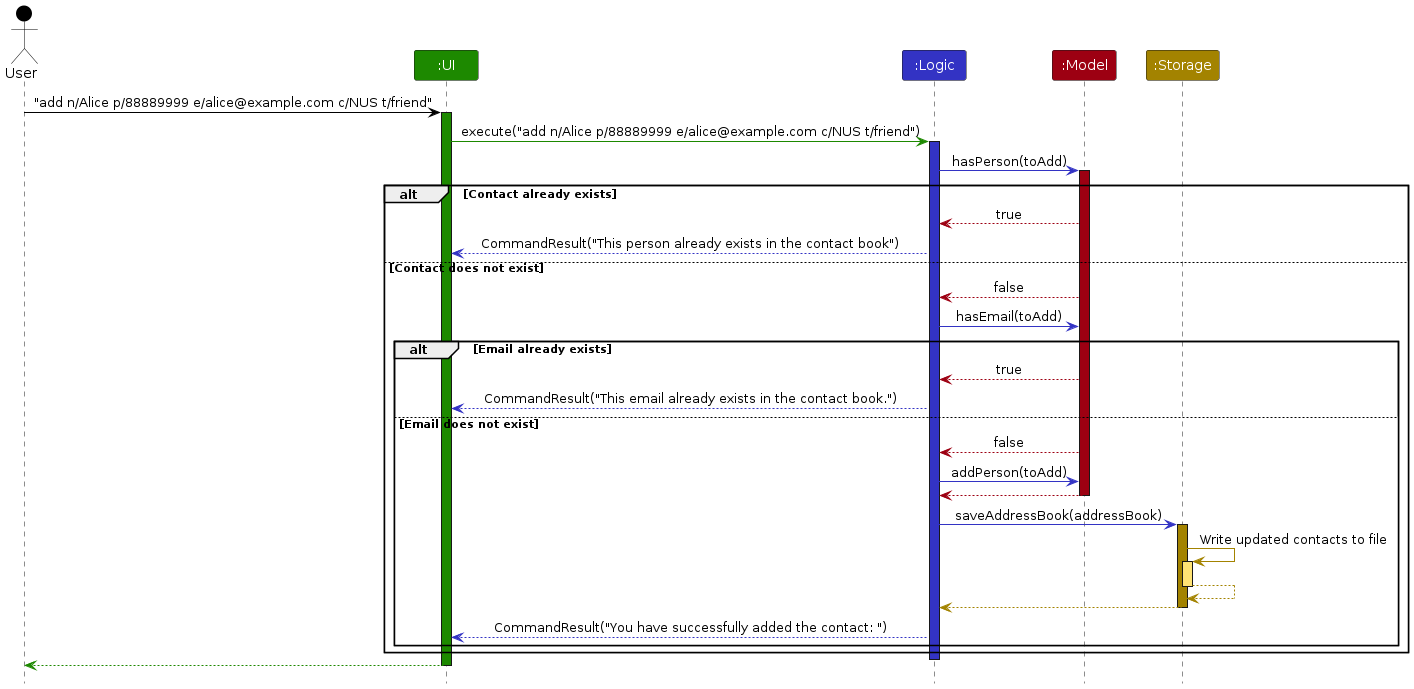 User
:UI
:Logic
:Model
:Storage
"add n/Alice p/88889999 e/alice@example.com c/NUS t/friend"
execute("add n/Alice p/88889999 e/alice@example.com c/NUS t/friend")
hasPerson(toAdd)
alt
[Contact already exists]
true
CommandResult("This person already exists in the contact book")
[Contact does not exist]
false
hasEmail(toAdd)
alt
[Email already exists]
true
CommandResult("This email already exists in the contact book.")
[Email does not exist]
false
addPerson(toAdd)
saveAddressBook(addressBook)
Write updated contacts to file
CommandResult("You have successfully added the contact: ")